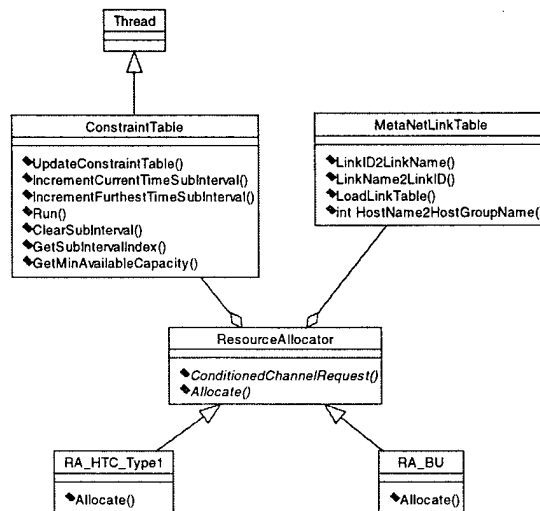 Thread
ConstraintTable
UpdateConstraintTable()
IncrementCurrentTimeSubInterval()
IncrementFurthestTimeSubInterval()
Run()
ClearSubInterval()
GetSubIntervalIndex()
GetMinAvailableCapacity()
MetaNetLinkTable
LinkID2LinkName()
LinkName2LinkID()
LoadLinkTable()
int HostName2HostGroupName()
ResourceAllocator
ConditionedChannelRequest()
Allocate()
RA_HTC_Type1
Allocate()
RA_BU
Allocate()